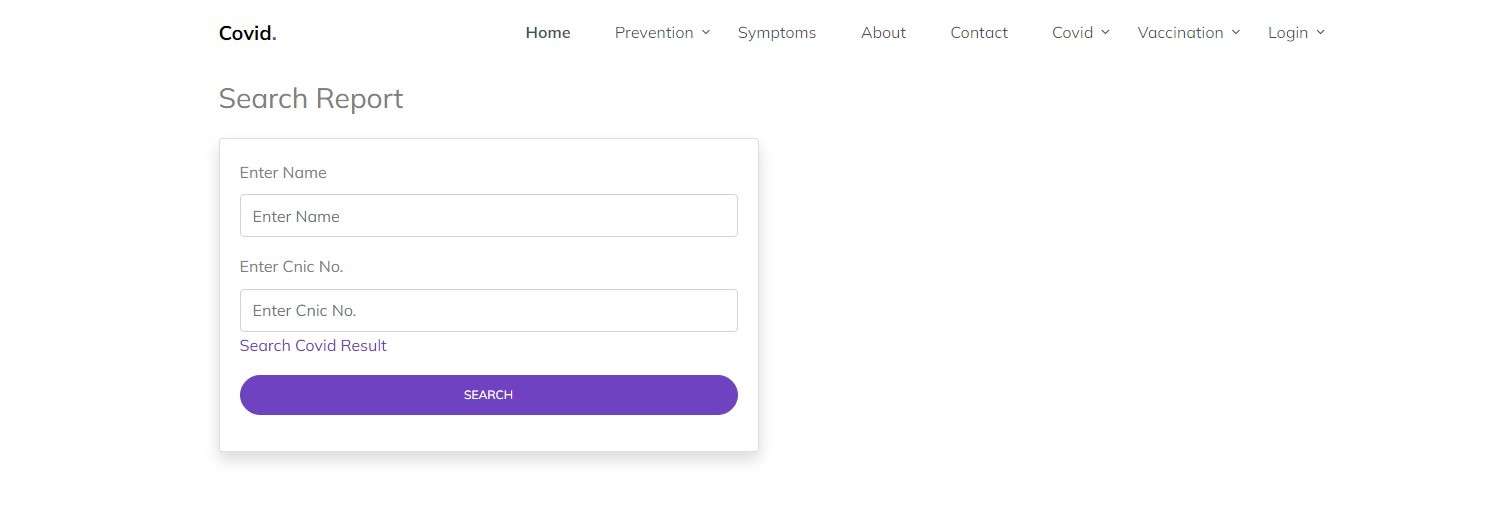 Covid. Home Prevention Symptoms About Contact Covid Vaccination Login
Search Report
Enter Name
Enter Name
Enter Cnic No.
Enter Cnic No.
Search Covid Result
SEARCH